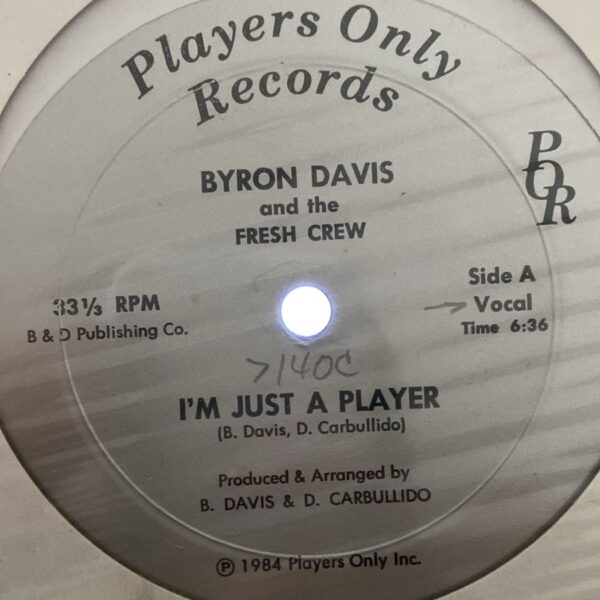 Players Only
Records
POR
BYRON DAVIS
and the
FRESH CREW
33⅓ RPM
B & D Publishing Co.
Side A
Vocal
Time 6:36
I'M JUST A PLAYER
(B. Davis, D. Carbullido)
Produced & Arranged by
B. DAVIS & D. CARBULLIDO
℗ 1984 Players Only Inc.